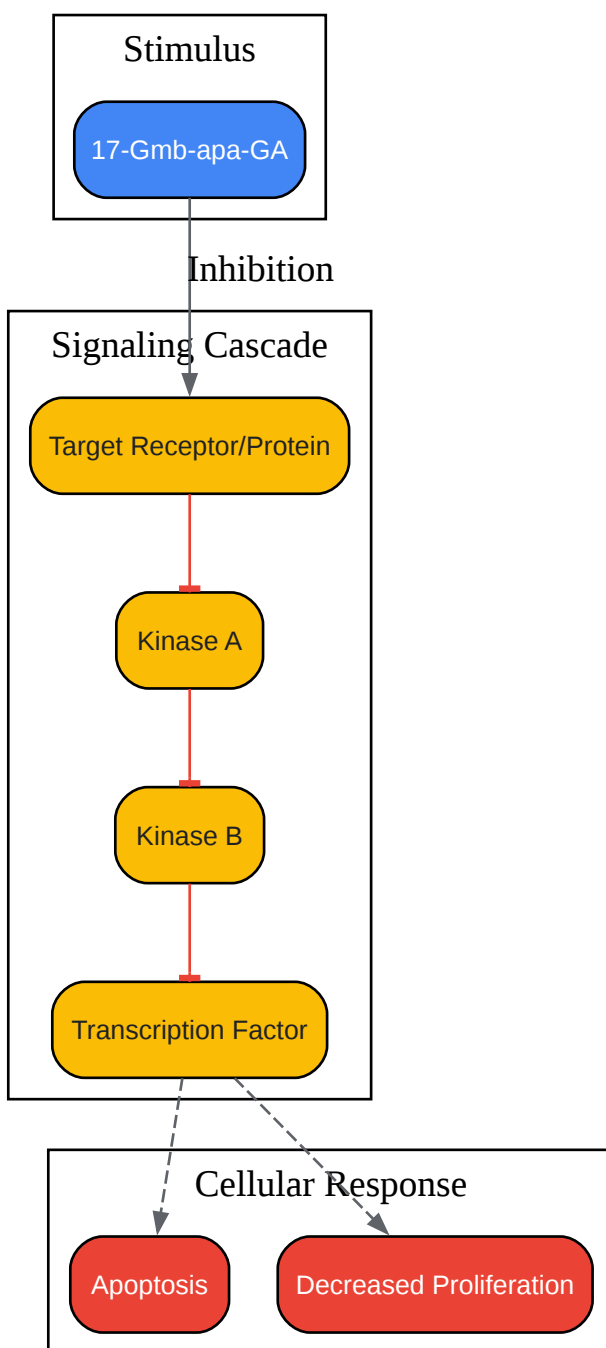 Stimulus
17-Gmb-apa-GA
Inhibition
Signaling Cascade
Target Receptor/Protein
Kinase A
Kinase B
Transcription Factor
Cellular Response
Apoptosis
Decreased Proliferation